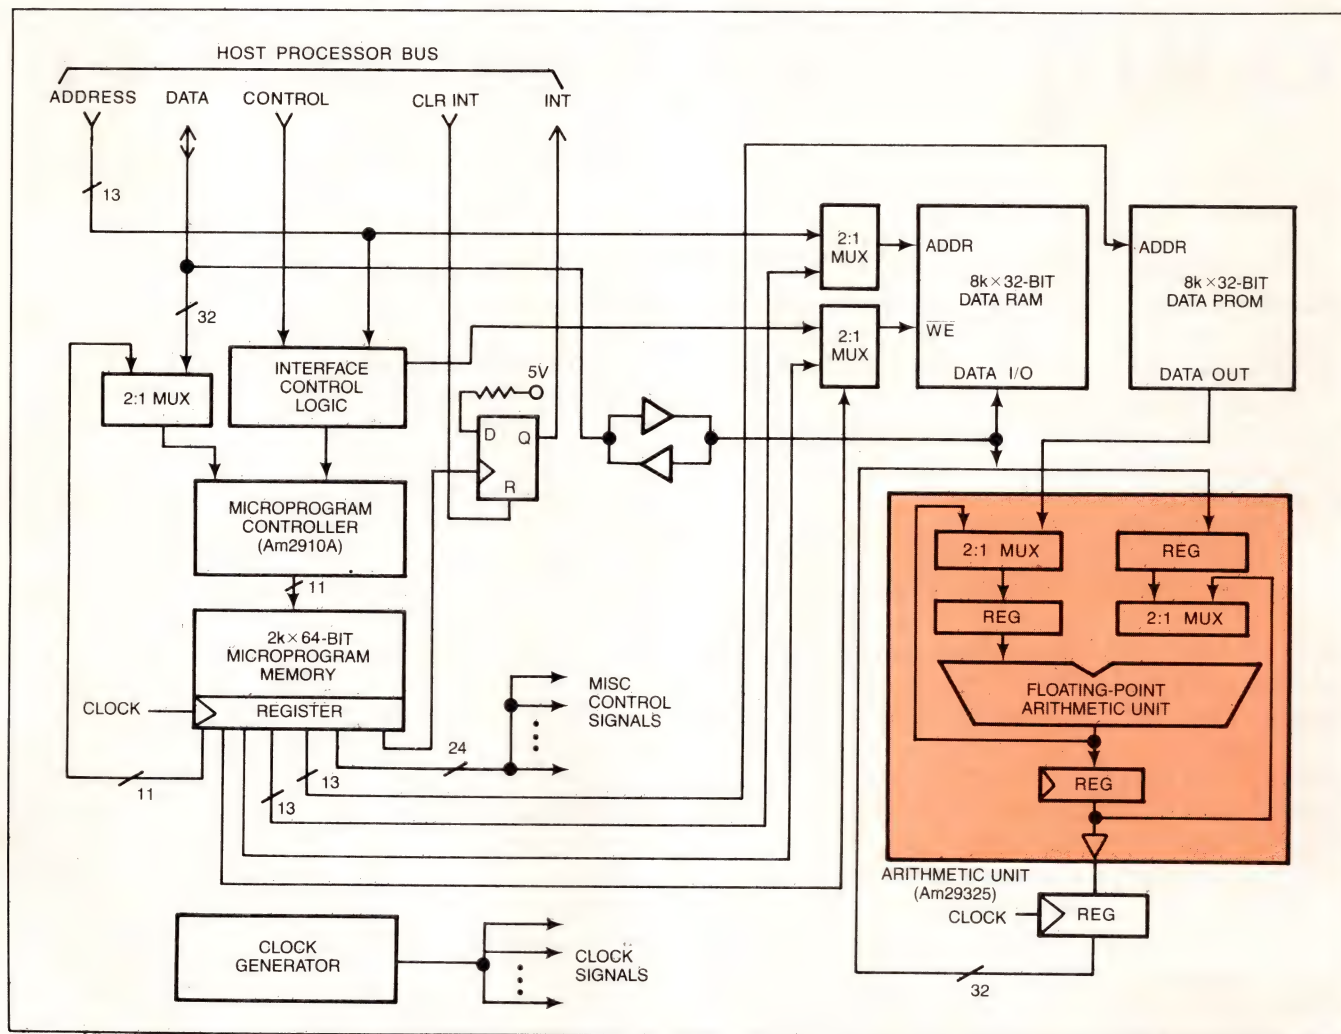 HOST PROCESSOR BUS
ADDRESS DATA CONTROL CLR INT INT
13
32
2:1 MUX
INTERFACE
CONTROL
LOGIC
5V
D Q
R
MICROPROGRAM
CONTROLLER
(Am2910A)
11
2k×64-BIT
MICROPROGRAM
MEMORY
CLOCK
REGISTER
11
13
13
24
MISC
CONTROL
SIGNALS
CLOCK
GENERATOR
CLOCK
SIGNALS
2:1
MUX
2:1
MUX
ADDR
8k×32-BIT
DATA RAM
WE
DATA I/O
ADDR
8k×32-BIT
DATA PROM
DATA OUT
2:1 MUX
REG
REG
2:1 MUX
FLOATING-POINT
ARITHMETIC UNIT
REG
ARITHMETIC UNIT
(Am29325)
CLOCK
REG
32